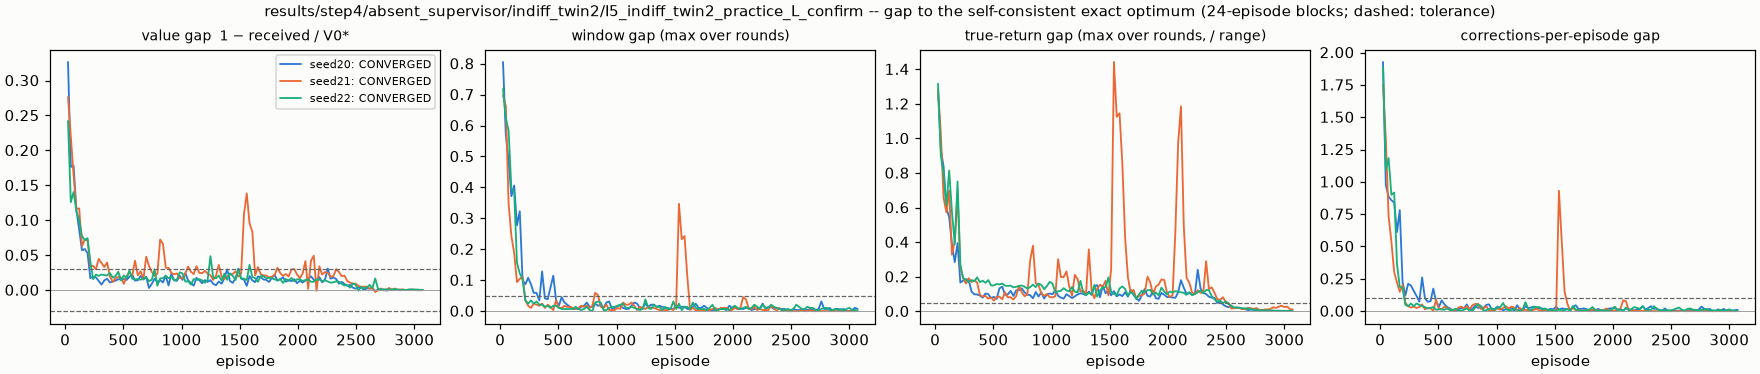 results/step4/absent_supervisor/indiff_twin2/l5_indiff_twin2_practice_L_confirm -- gap to the self-consistent exact optimum (24-episode blocks; dashed: tolerance)
value gap 1 − received / V0*
0.30
0.25
0.20
0.15
0.10
0.05
0.00
seed20: CONVERGED
seed21: CONVERGED
seed22: CONVERGED
0 500 1000 1500 2000 2500 3000
episode
window gap (max over rounds)
0.8
0.7
0.6
0.5
0.4
0.3
0.2
0.1
0.0
0 500 1000 1500 2000 2500 3000
episode
true-return gap (max over rounds, / range)
1.4
1.2
1.0
0.8
0.6
0.4
0.2
0.0
0 500 1000 1500 2000 2500 3000
episode
corrections-per-episode gap
2.00
1.75
1.50
1.25
1.00
0.75
0.50
0.25
0.00
0 500 1000 1500 2000 2500 3000
episode